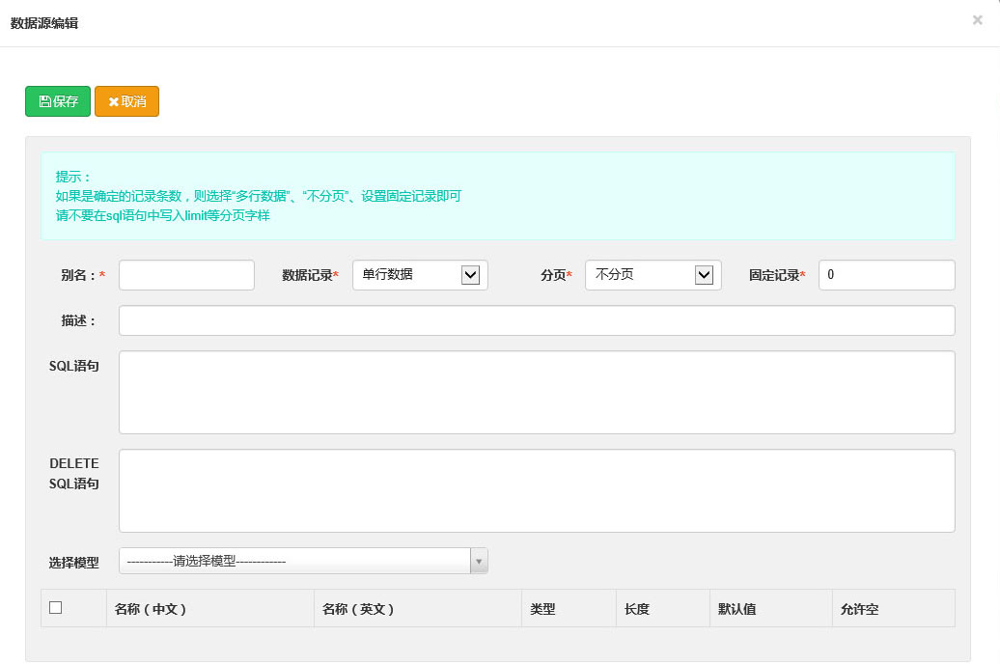 数据源编辑 ×
保存 取消
提示：
如果是确定的记录条数，则选择“多行数据”、“不分页”、设置固定记录即可
请不要在sql语句中写入limit等分页字样
别名：* 数据记录* 单行数据 分页* 不分页 固定记录* 0
描述：
SQL语句
DELETE
SQL语句
选择模型 -----------请选择模型------------
名称（中文） 名称（英文） 类型 长度 默认值 允许空